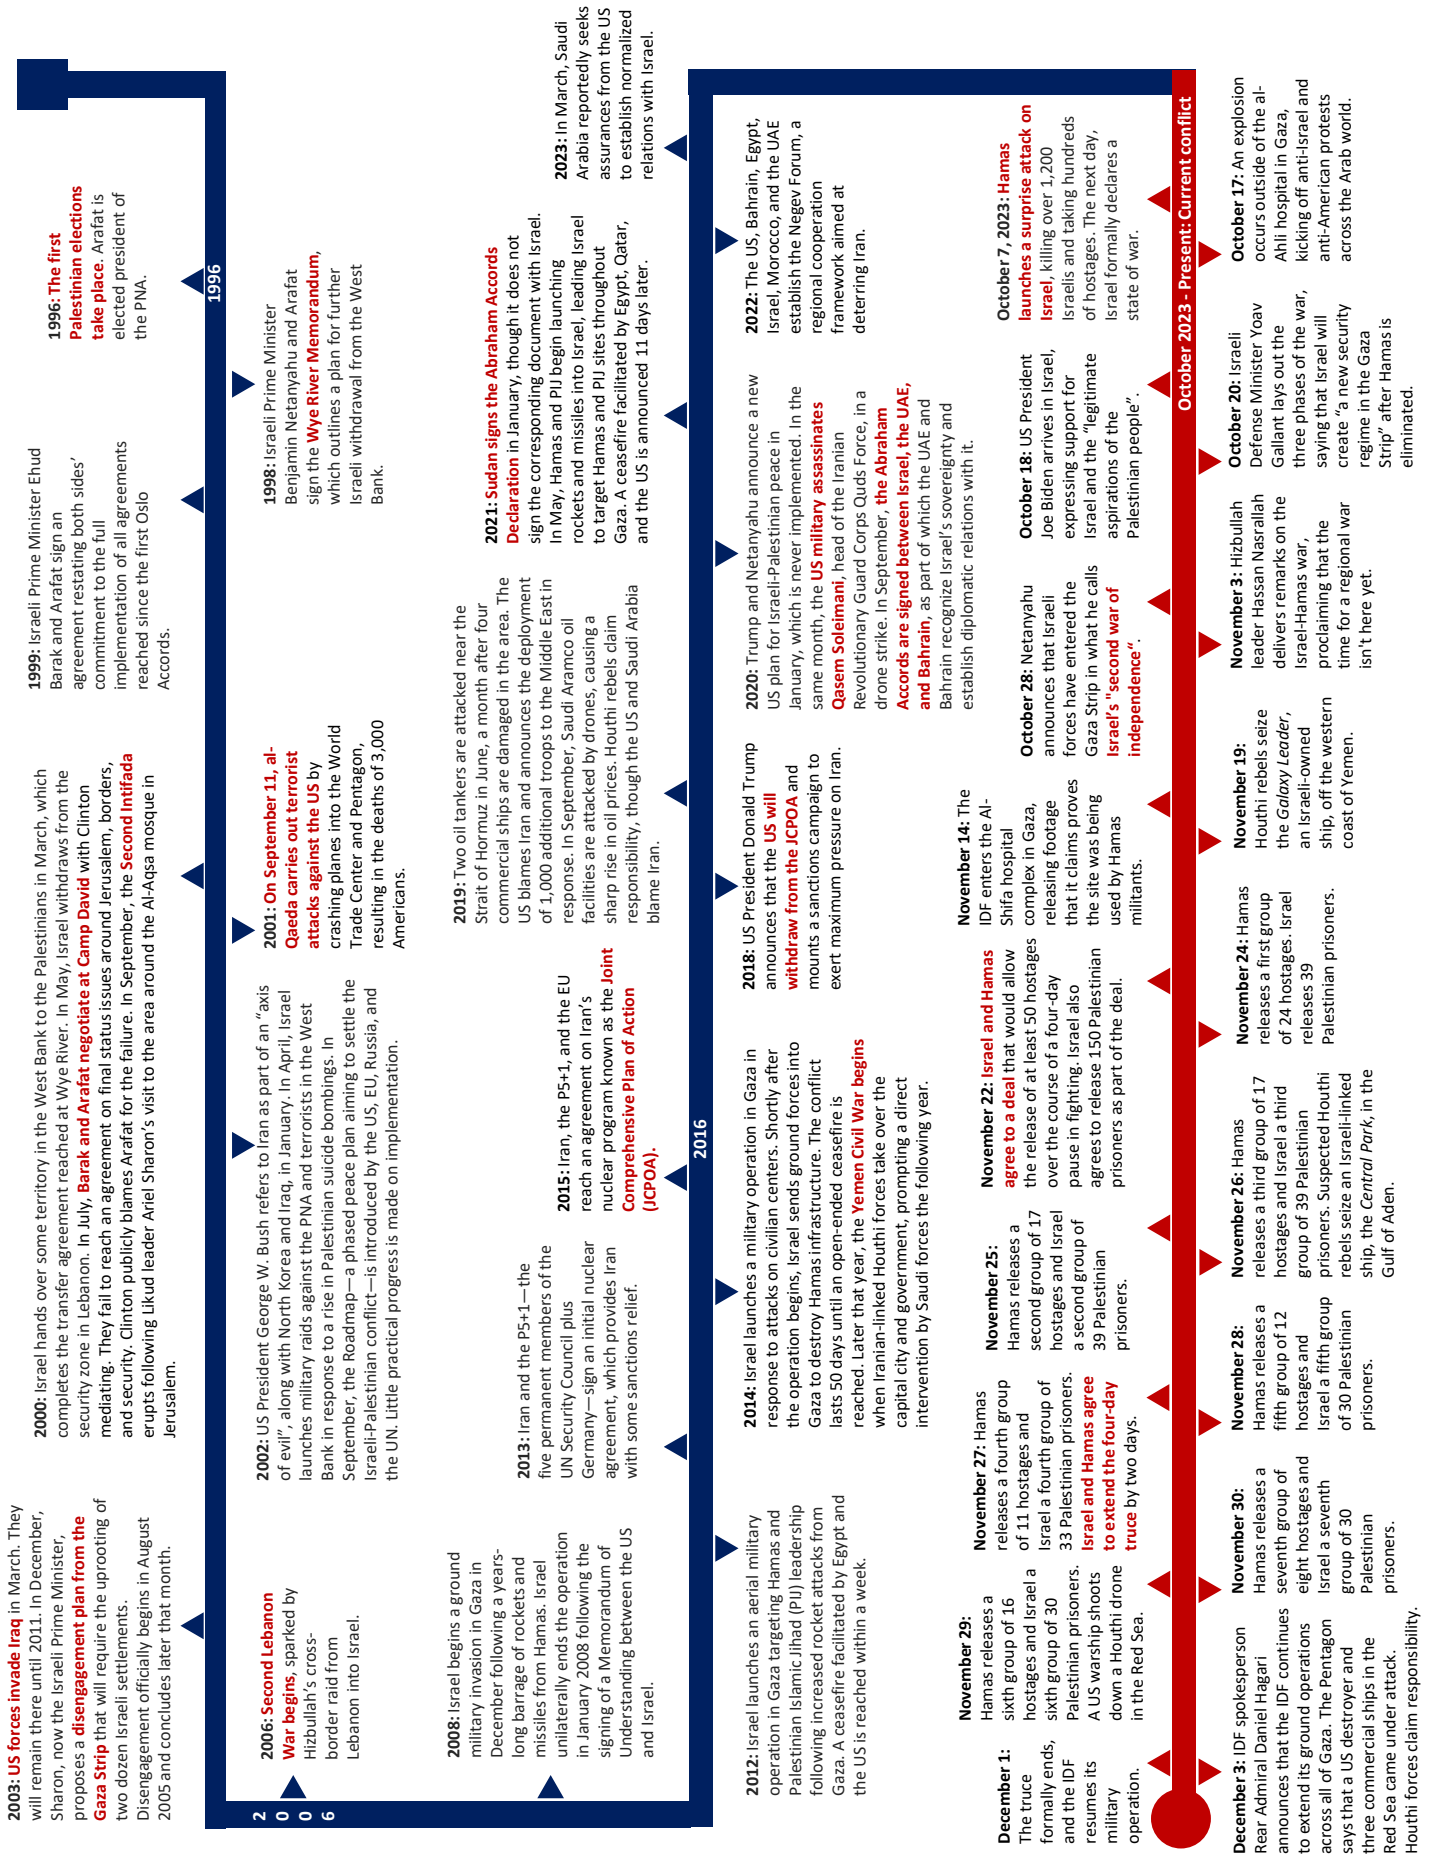 1996
1996: The first
Palestinian elections
take place. Arafat is
elected president of
the PNA.
1998: Israeli Prime Minister
Benjamin Netanyahu and Arafat
sign the Wye River Memorandum,
which outlines a plan for further
Israeli withdrawal from the West
Bank.
1999: Israeli Prime Minister Ehud
Barak and Arafat sign an
agreement restating both sides’
commitment to the full
implementation of all agreements
reached since the first Oslo
Accords.
2000: Israel hands over some territory in the West Bank to the Palestinians in March, which
completes the transfer agreement reached at Wye River. In May, Israel withdraws from the
security zone in Lebanon. In July, Barak and Arafat negotiate at Camp David with Clinton
mediating. They fail to reach an agreement on final status issues around Jerusalem, borders,
and security. Clinton publicly blames Arafat for the failure. In September, the Second Intifada
erupts following Likud leader Ariel Sharon’s visit to the area around the Al-Aqsa mosque in
Jerusalem.
2001: On September 11, al-
Qaeda carries out terrorist
attacks against the US by
crashing planes into the World
Trade Center and Pentagon,
resulting in the deaths of 3,000
Americans.
2002: US President George W. Bush refers to Iran as part of an “axis
of evil”, along with North Korea and Iraq, in January. In April, Israel
launches military raids against the PNA and terrorists in the West
Bank in response to a rise in Palestinian suicide bombings. In
September, the Roadmap—a phased peace plan aiming to settle the
Israeli-Palestinian conflict—is introduced by the US, EU, Russia, and
the UN. Little practical progress is made on implementation.
2003: US forces invade Iraq in March. They
will remain there until 2011. In December,
Sharon, now the Israeli Prime Minister,
proposes a disengagement plan from the
Gaza Strip that will require the uprooting of
two dozen Israeli settlements.
Disengagement officially begins in August
2005 and concludes later that month.
2
0
0
6
2006: Second Lebanon
War begins, sparked by
Hizbullah’s cross-
border raid from
Lebanon into Israel.
2008: Israel begins a ground
military invasion in Gaza in
December following a years-
long barrage of rockets and
missiles from Hamas. Israel
unilaterally ends the operation
in January 2008 following the
signing of a Memorandum of
Understanding between the US
and Israel.
2012: Israel launches an aerial military
operation in Gaza targeting Hamas and
Palestinian Islamic Jihad (PIJ) leadership
following increased rocket attacks from
Gaza. A ceasefire facilitated by Egypt and
the US is reached within a week.
2013: Iran and the P5+1—the
five permanent members of the
UN Security Council plus
Germany—sign an initial nuclear
agreement, which provides Iran
with some sanctions relief.
2014: Israel launches a military operation in Gaza in
response to attacks on civilian centers. Shortly after
the operation begins, Israel sends ground forces into
Gaza to destroy Hamas infrastructure. The conflict
lasts 50 days until an open-ended ceasefire is
reached. Later that year, the Yemen Civil War begins
when Iranian-linked Houthi forces take over the
capital city and government, prompting a direct
intervention by Saudi forces the following year.
2015: Iran, the P5+1, and the EU
reach an agreement on Iran’s
nuclear program known as the Joint
Comprehensive Plan of Action
(JCPOA).
2016
2018: US President Donald Trump
announces that the US will
withdraw from the JCPOA and
mounts a sanctions campaign to
exert maximum pressure on Iran.
2019: Two oil tankers are attacked near the
Strait of Hormuz in June, a month after four
commercial ships are damaged in the area. The
US blames Iran and announces the deployment
of 1,000 additional troops to the Middle East in
response. In September, Saudi Aramco oil
facilities are attacked by drones, causing a
sharp rise in oil prices. Houthi rebels claim
responsibility, though the US and Saudi Arabia
blame Iran.
2020: Trump and Netanyahu announce a new
US plan for Israeli-Palestinian peace in
January, which is never implemented. In the
same month, the US military assassinates
Qasem Soleimani, head of the Iranian
Revolutionary Guard Corps Quds Force, in a
drone strike. In September, the Abraham
Accords are signed between Israel, the UAE,
and Bahrain, as part of which the UAE and
Bahrain recognize Israel’s sovereignty and
establish diplomatic relations with it.
2021: Sudan signs the Abraham Accords
Declaration in January, though it does not
sign the corresponding document with Israel.
In May, Hamas and PIJ begin launching
rockets and missiles into Israel, leading Israel
to target Hamas and PIJ sites throughout
Gaza. A ceasefire facilitated by Egypt, Qatar,
and the US is announced 11 days later.
2022: The US, Bahrain, Egypt,
Israel, Morocco, and the UAE
establish the Negev Forum, a
regional cooperation
framework aimed at
deterring Iran.
2023: In March, Saudi
Arabia reportedly seeks
assurances from the US
to establish normalized
relations with Israel.
October 2023 - Present: Current conflict
October 7, 2023: Hamas
launches a surprise attack on
Israel, killing over 1,200
Israelis and taking hundreds
of hostages. The next day,
Israel formally declares a
state of war.
October 17: An explosion
occurs outside of the al-
Ahli hospital in Gaza,
kicking off anti-Israel and
anti-American protests
across the Arab world.
October 18: US President
Joe Biden arrives in Israel,
expressing support for
Israel and the “legitimate
aspirations of the
Palestinian people”.
October 20: Israeli
Defense Minister Yoav
Gallant lays out the
three phases of the war,
saying that Israel will
create “a new security
regime in the Gaza
Strip” after Hamas is
eliminated.
October 28: Netanyahu
announces that Israeli
forces have entered the
Gaza Strip in what he calls
Israel’s "second war of
independence“.
November 3: Hizbullah
leader Hassan Nasrallah
delivers remarks on the
Israel-Hamas war,
proclaiming that the
time for a regional war
isn't here yet.
November 14: The
IDF enters the Al-
Shifa hospital
complex in Gaza,
releasing footage
that it claims proves
the site was being
used by Hamas
militants.
November 19:
Houthi rebels seize
the Galaxy Leader,
an Israeli-owned
ship, off the western
coast of Yemen.
November 22: Israel and Hamas
agree to a deal that would allow
the release of at least 50 hostages
over the course of a four-day
pause in fighting. Israel also
agrees to release 150 Palestinian
prisoners as part of the deal.
November 24: Hamas
releases a first group
of 24 hostages. Israel
releases 39
Palestinian prisoners.
November 25:
Hamas releases a
second group of 17
hostages and Israel
a second group of
39 Palestinian
prisoners.
November 26: Hamas
releases a third group of 17
hostages and Israel a third
group of 39 Palestinian
prisoners. Suspected Houthi
rebels seize an Israeli-linked
ship, the Central Park, in the
Gulf of Aden.
November 27: Hamas
releases a fourth group
of 11 hostages and
Israel a fourth group of
33 Palestinian prisoners.
Israel and Hamas agree
to extend the four-day
truce by two days.
November 28:
Hamas releases a
fifth group of 12
hostages and
Israel a fifth group
of 30 Palestinian
prisoners.
November 29:
Hamas releases a
sixth group of 16
hostages and Israel a
sixth group of 30
Palestinian prisoners.
A US warship shoots
down a Houthi drone
in the Red Sea.
November 30:
Hamas releases a
seventh group of
eight hostages and
Israel a seventh
group of 30
Palestinian
prisoners.
December 1:
The truce
formally ends,
and the IDF
resumes its
military
operation.
December 3: IDF spokesperson
Rear Admiral Daniel Hagari
announces that the IDF continues
to extend its ground operations
across all of Gaza. The Pentagon
says that a US destroyer and
three commercial ships in the
Red Sea came under attack.
Houthi forces claim responsibility.